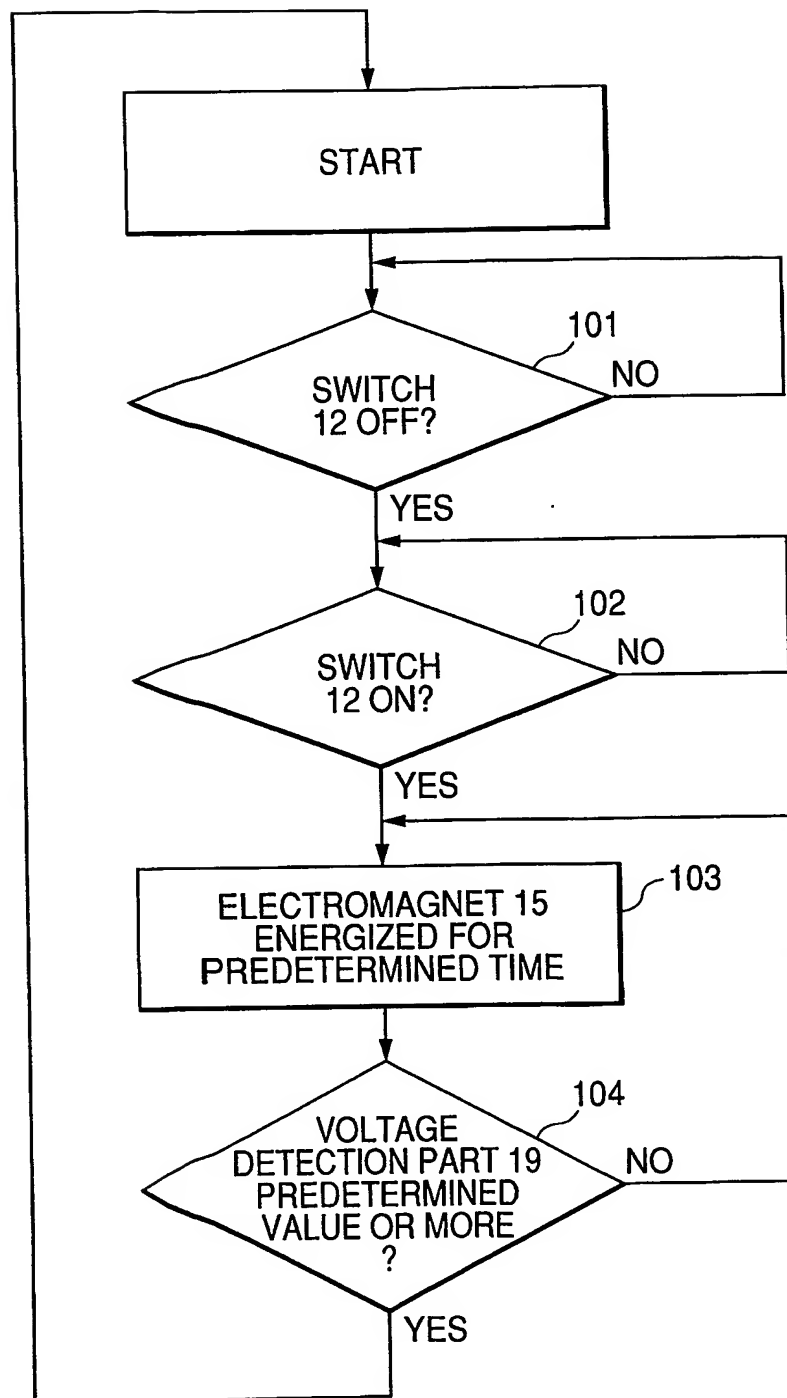 START
101
SWITCH
12 OFF?
NO
YES
102
SWITCH
12 ON?
NO
YES
103
ELECTROMAGNET 15
ENERGIZED FOR
PREDETERMINED TIME
104
VOLTAGE
DETECTION PART 19
PREDETERMINED
VALUE OR MORE
?
NO
YES